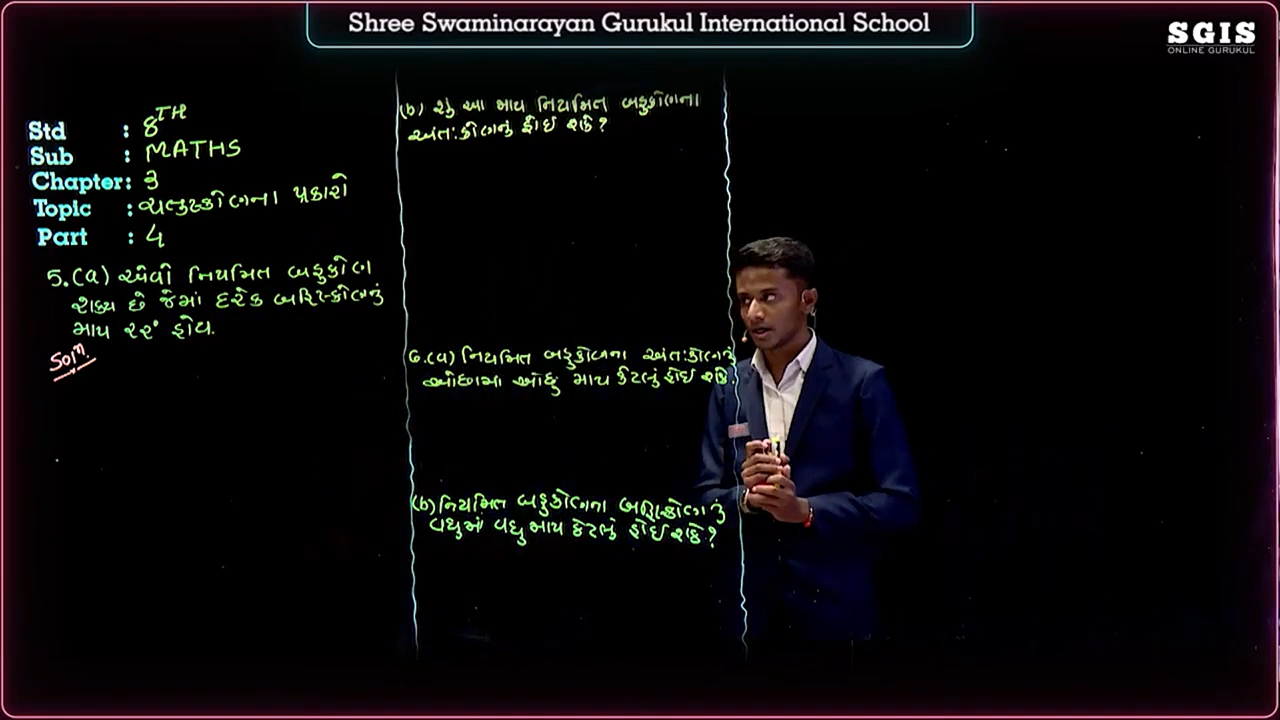 Shree Swaminarayan Gurukul International School
SGIS
ONLINE GURUKUL
Std : 8TH
Sub : MATHS
Chapter: 3
Topic : ચતુષ્કોણના પ્રકારો
Part : 4
5.(a) એવી નિયમિત બહુકોણ
શક્ય છે જેમાં દરેક બહિષ્કોણનું
માપ ૨૨° હોય.
Solⁿ.
(b) શું આ માપ નિયમિત બહુકોણના
અંતઃકોણનું હોઈ શકે?
૬.(a) નિયમિત બહુકોણના અંતઃકોણનું
ઓછામાં ઓછું માપ કેટલું હોઈ શકે.
(b) નિયમિત બહુકોણના બહિષ્કોણનું
વધુમાં વધુ માપ કેટલું હોઈ શકે?